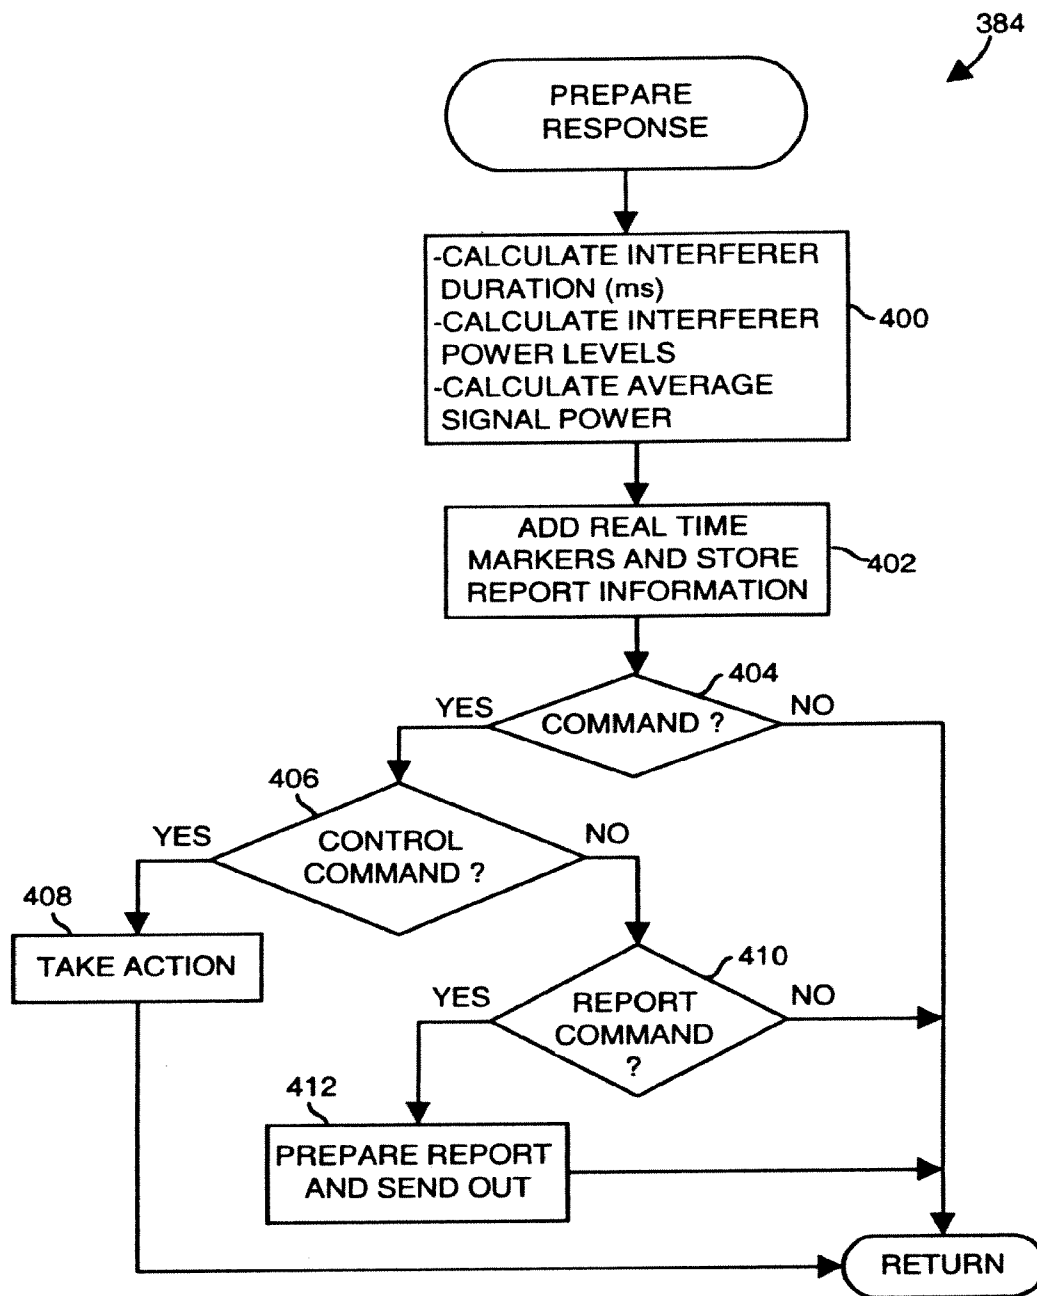 384
PREPARE
RESPONSE
-CALCULATE INTERFERER
DURATION (ms)
-CALCULATE INTERFERER
POWER LEVELS
-CALCULATE AVERAGE
SIGNAL POWER
400
ADD REAL TIME
MARKERS AND STORE
REPORT INFORMATION
402
404
YES
COMMAND ?
NO
406
YES
CONTROL
COMMAND ?
NO
408
TAKE ACTION
410
YES
REPORT
COMMAND
?
NO
412
PREPARE REPORT
AND SEND OUT
RETURN